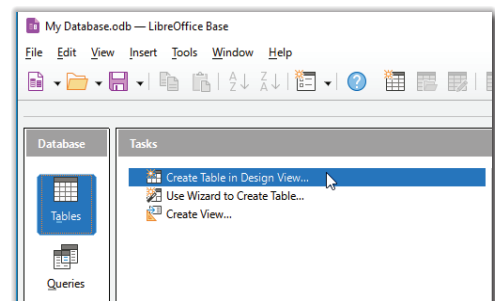 My Database.odb — LibreOffice Base
File Edit View Insert Tools Window Help
Database
Tasks
Create Table in Design View...
Use Wizard to Create Table...
Create View...
Tables
Queries